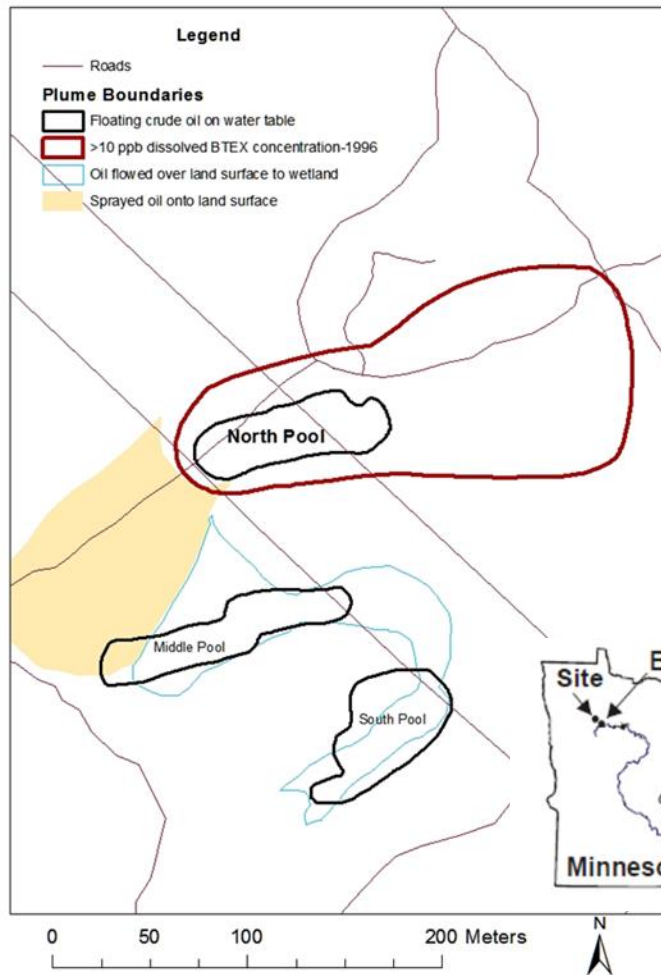 Legend
Roads
Plume Boundaries
Floating crude oil on water table
>10 ppb dissolved BTEX concentration-1996
Oil flowed over land surface to wetland
Sprayed oil onto land surface
North Pool
Middle Pool
South Pool
Site
B
Minneso
0 50 100 200 Meters
N